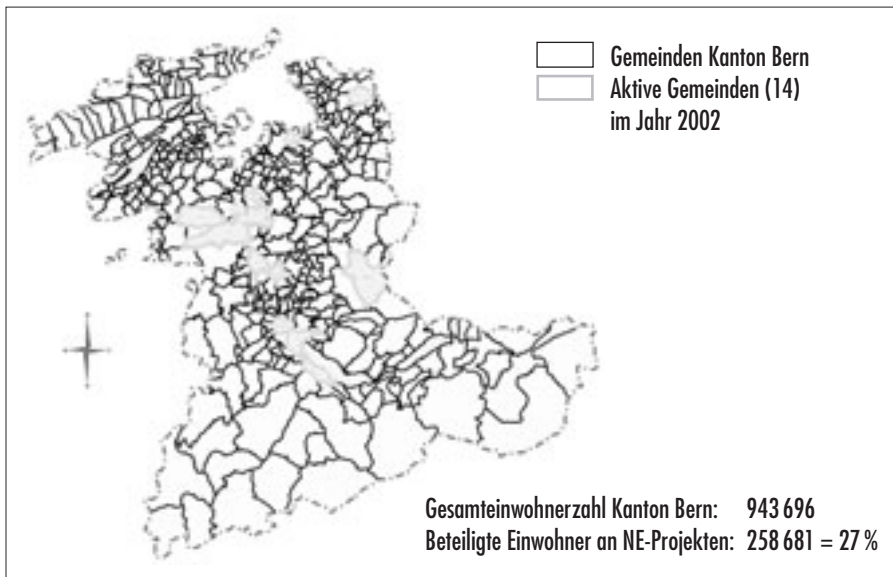 Gemeinden Kanton Bern
Aktive Gemeinden (14)
im Jahr 2002
Gesamteinwohnerzahl Kanton Bern: 943 696
Beteiligte Einwohner an NE-Projekten: 258 681 = 27 %